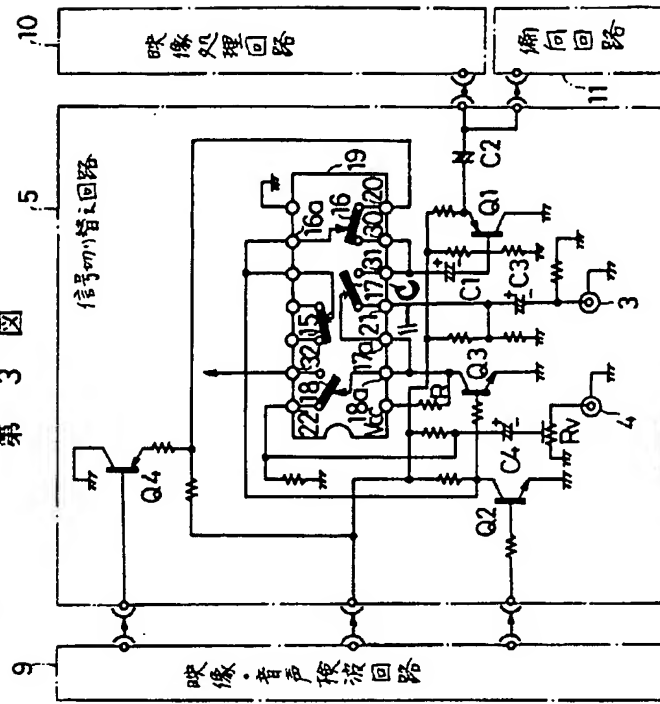 第 3 図
10
映像処理回路
偏向回路
11
5
信号切り替え回路
19
16a
16
20
30
31
17
C
15
21
32
17a
18
18a
22
Vcc
R
Q1
C2
C1
C3
3
Q3
C4
Rv
4
Q4
Q2
9
映像・音声検波回路